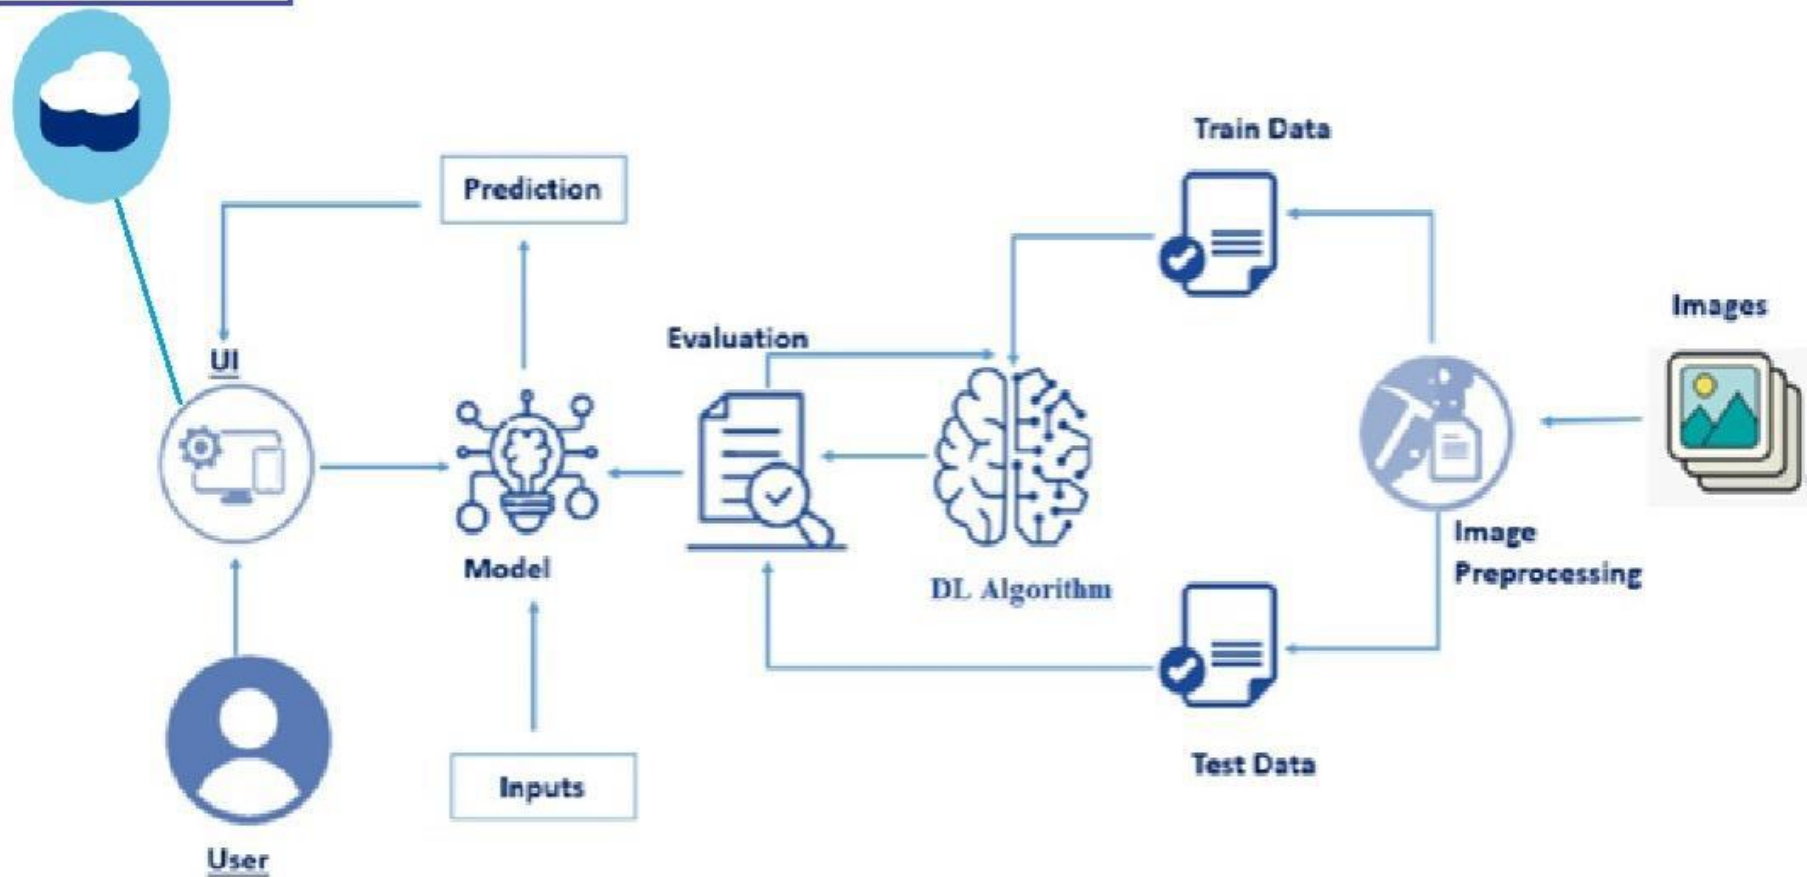 Train Data
Prediction
Images
Evaluation
UI
Image
Preprocessing
Model
DL Algorithm
Test Data
Inputs
User